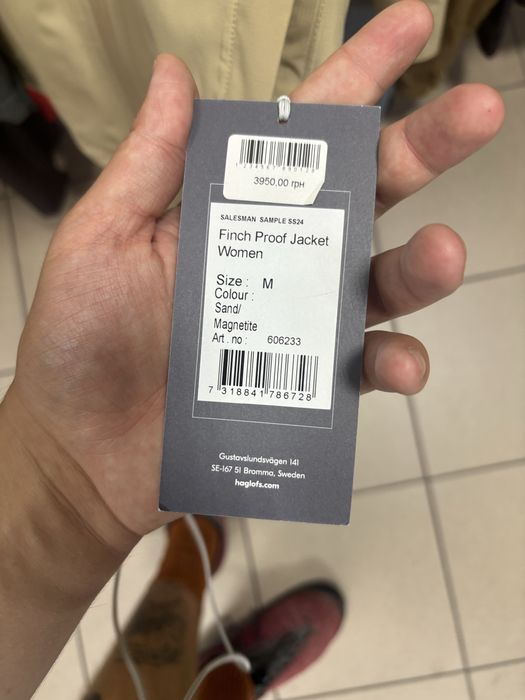 3950.00 грн
SALESMAN SAMPLE SS24
Finch Proof Jacket
Women
Size : M
Colour :
Sand/
Magnetite
Art . no : 606233
7 318841 786728
Gustavslundsvägen 141
SE-167 51 Bromma, Sweden
haglofs.com